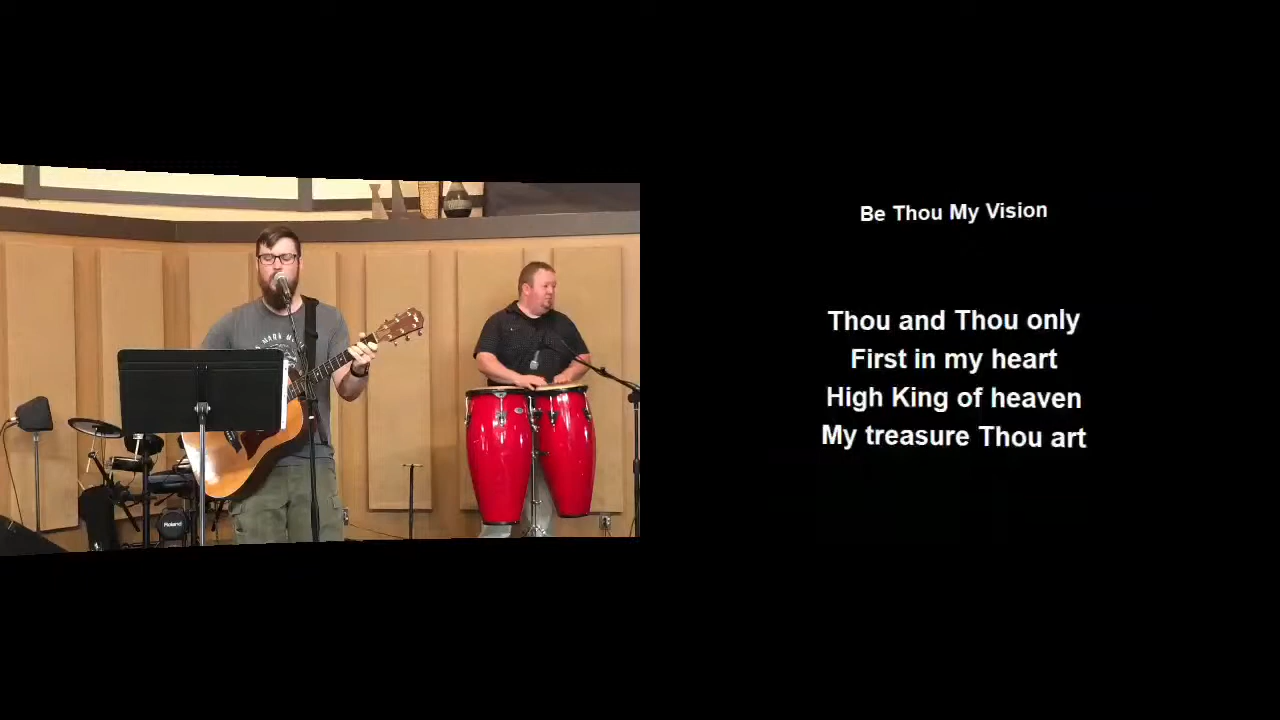 Be Thou My Vision
Thou and Thou only
First in my heart
High King of heaven
My treasure Thou art
Roland